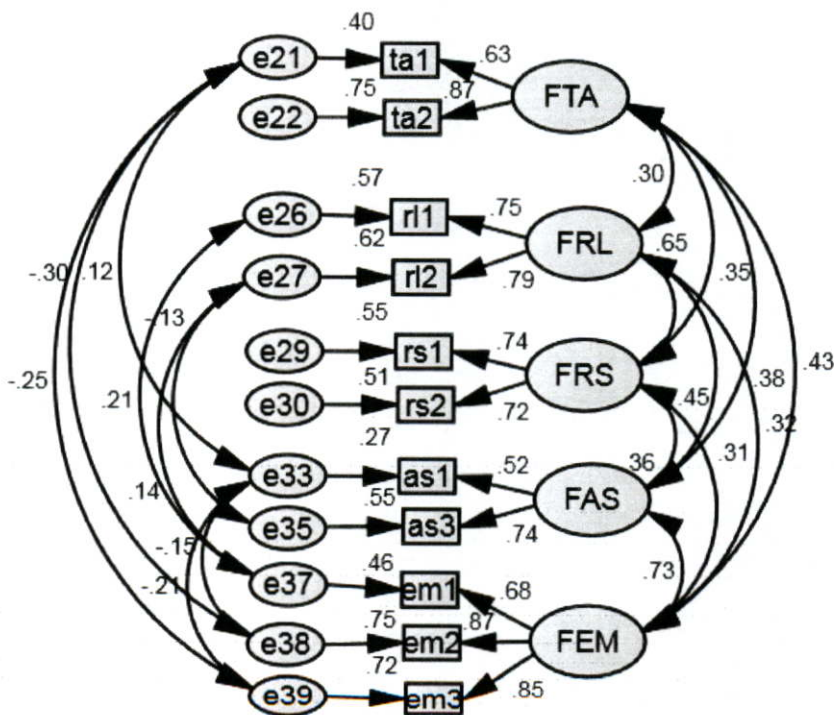 .40
e21 ta1 .63
.75 .87 FTA
e22 ta2
.30
.57
e26 rl1 .75
.62 FRL .65
-.30 .12 e27 rl2 .79 .35
-.13 .55
e29 rs1 .74
-.25 .51 FRS .38 .43
.21 e30 rs2 .72 .45 .32
.27 .31
e33 as1 .52 .36
.14 .55 FAS
e35 as3 .74
-.15 .46 .73
-.21 e37 em1 .68
.75 .87
e38 em2 FEM
.72
e39 em3 .85